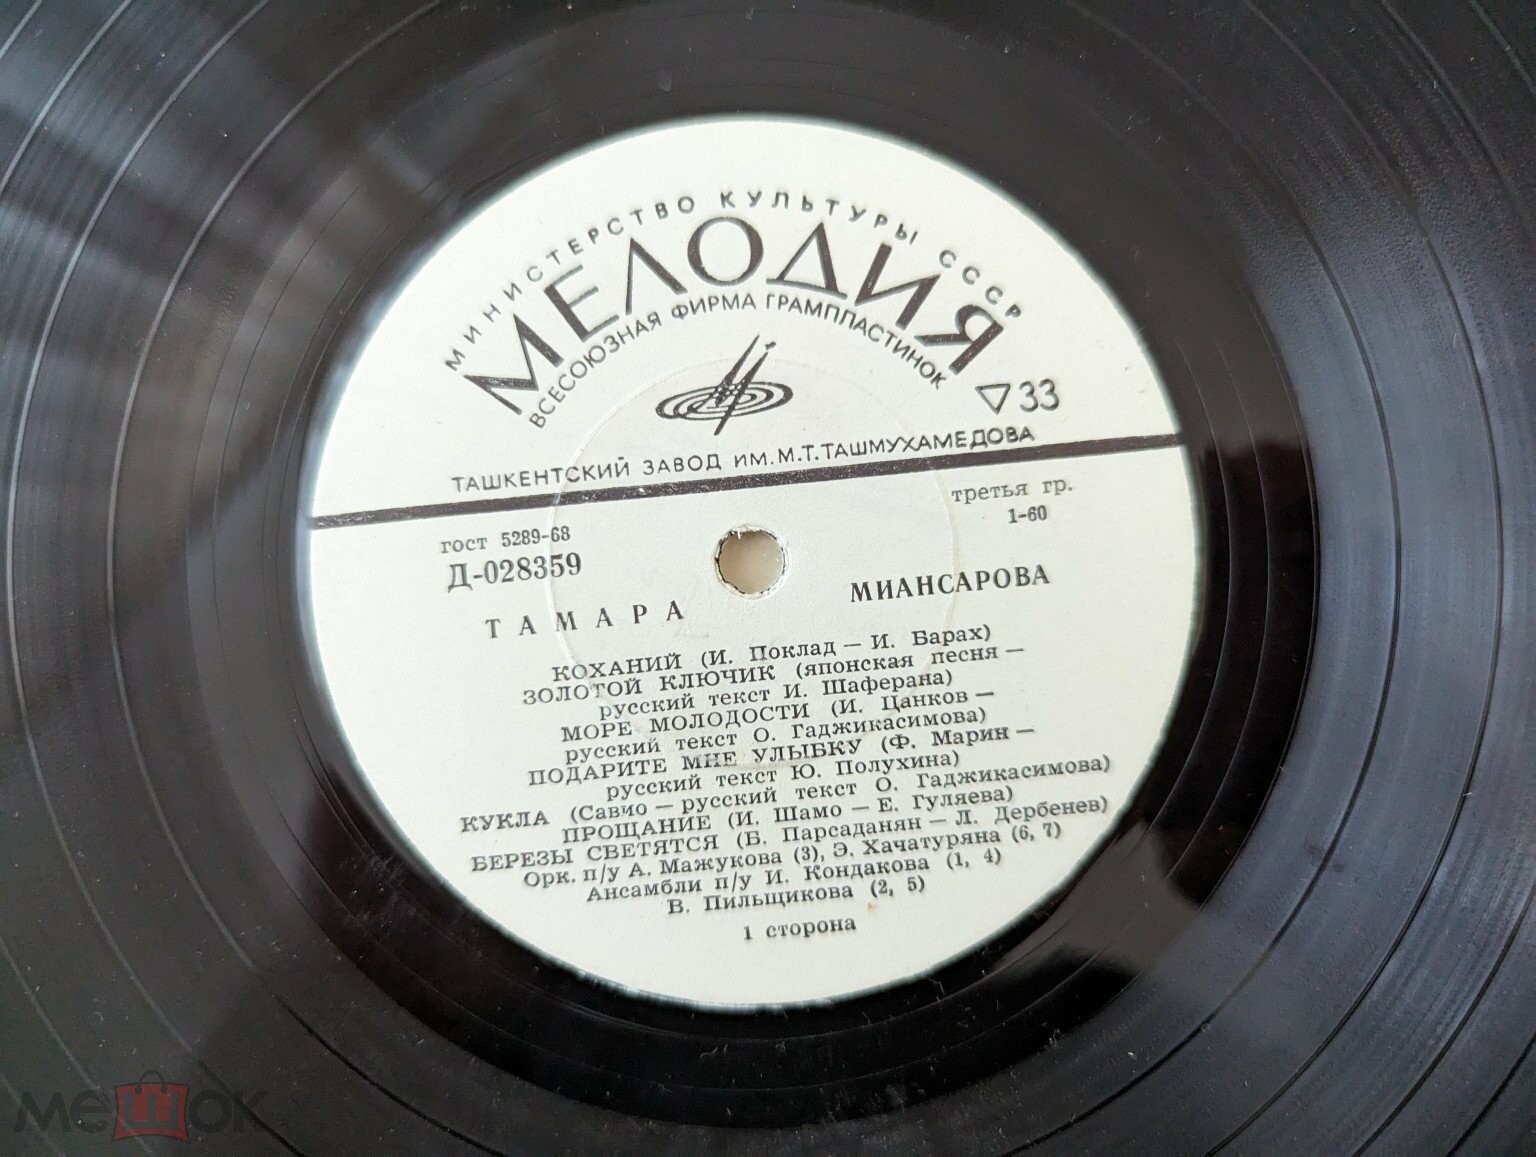 МИНИСТЕРСТВО КУЛЬТУРЫ СССР
МЕЛОДИЯ
ВСЕСОЮЗНАЯ ФИРМА ГРАМПЛАСТИНОК
33
ТАШКЕНТСКИЙ ЗАВОД ИМ. М.Т. ТАШМУХАМЕДОВА
гост 5289-68
третья гр.
Д-028359
1-60
ТАМАРА МИАНСАРОВА
КОХАНИЙ (И. Поклад — И. Барах)
ЗОЛОТОЙ КЛЮЧИК (японская песня —
русский текст И. Шаферана)
МОРЕ МОЛОДОСТИ (И. Цанков —
русский текст О. Гаджикасимова)
ПОДАРИТЕ МНЕ УЛЫБКУ (Ф. Марин —
русский текст Ю. Полухина)
КУКЛА (Савио — русский текст О. Гаджикасимова)
ПРОЩАНИЕ (И. Шамо — Е. Гуляева)
БЕРЕЗЫ СВЕТЯТСЯ (Б. Парсаданян — Л. Дербенев)
Орк. п/у А. Мажукова (3), Э. Хачатуряна (6, 7)
Ансамбли п/у И. Кондакова (1, 4)
В. Пильщикова (2, 5)
1 сторона
мешок